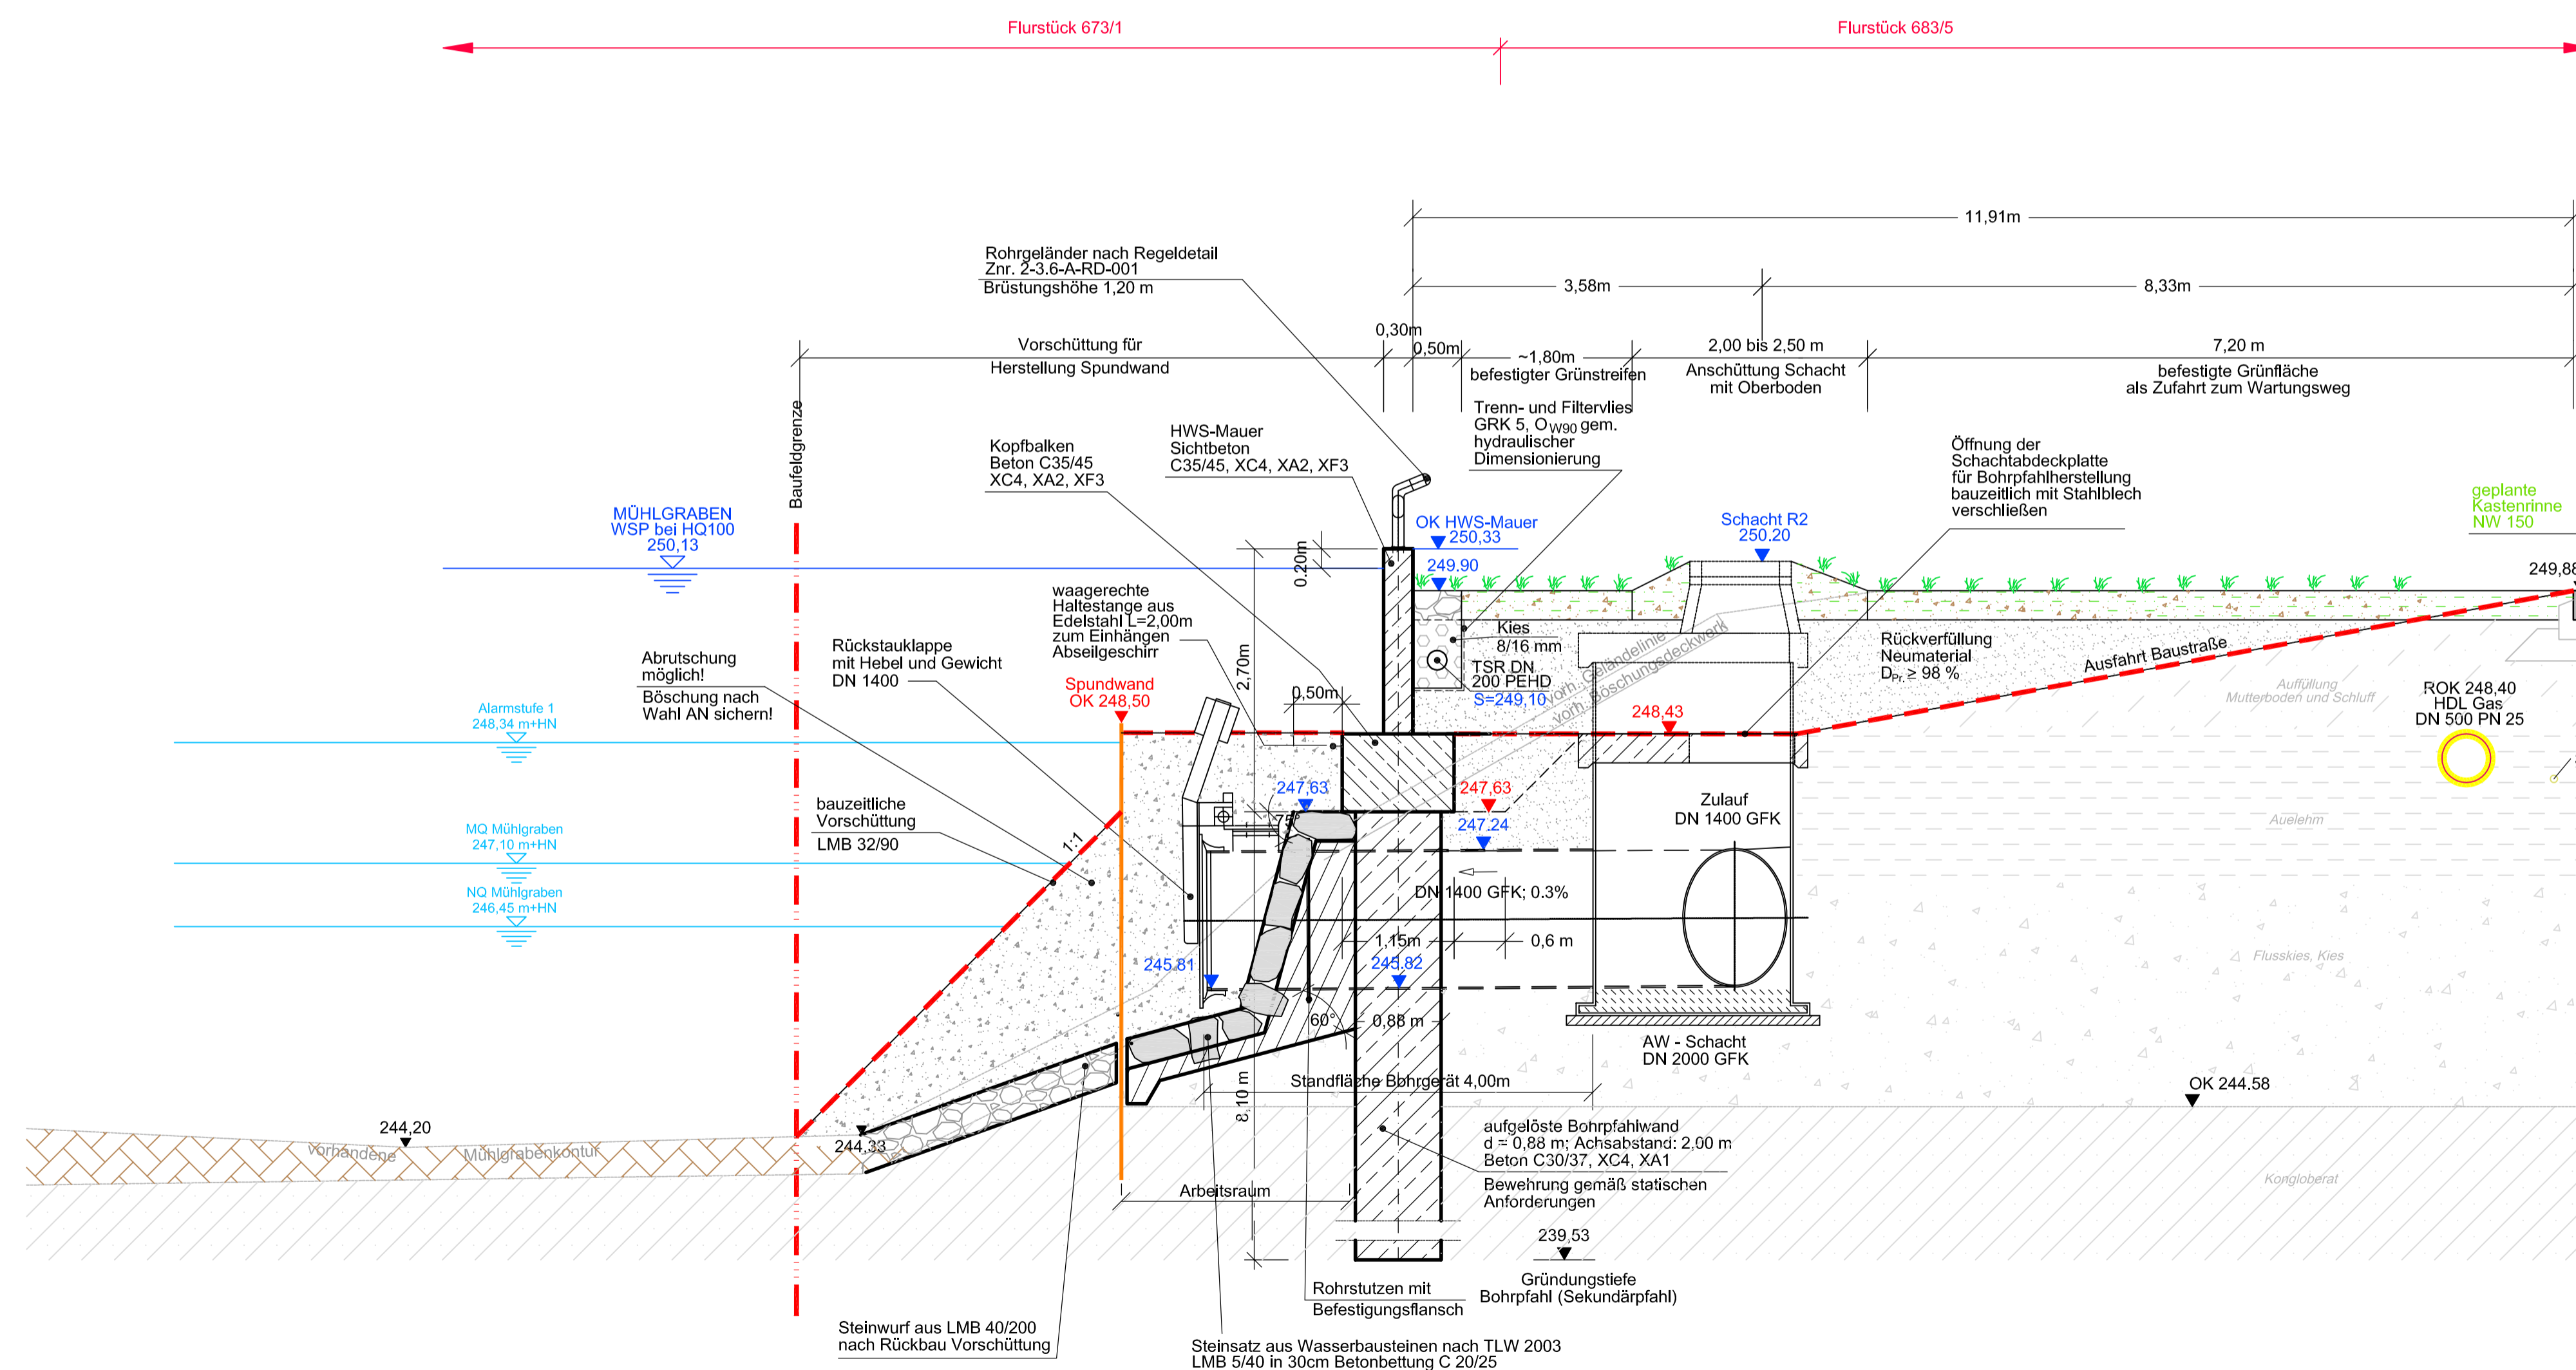 Flurstück 673/1
Flurstück 683/5
11,91m
3,58m
8,33m
Rohrgeländer nach Regeldetail
Znr. 2-3.6-A-RD-001
Brüstungshöhe 1,20 m
0,30m
0,50m
Vorschüttung für
Herstellung Spundwand
~1,80m
befestigter Grünstreifen
2,00 bis 2,50 m
Anschüttung Schacht
mit Oberboden
7,20 m
befestigte Grünfläche
als Zufahrt zum Wartungsweg
Baufeldgrenze
Trenn- und Filtervlies
GRK 5, OW90 gem.
hydraulischer
Dimensionierung
HWS-Mauer
Sichtbeton
C35/45, XC4, XA2, XF3
Kopfbalken
Beton C35/45
XC4, XA2, XF3
Öffnung der
Schachtabdeckplatte
für Bohrpfahlherstellung
bauzeitlich mit Stahlblech
verschließen
geplante
Kastenrinne
NW 150
MÜHLGRABEN
WSP bei HQ100
250,13
OK HWS-Mauer
250,33
Schacht R2
250.20
249.90
249,88
0.20m
2,70m
waagerechte
Haltestange aus
Edelstahl L=2,00m
zum Einhängen
Abseilgeschirr
Rückstauklappe
mit Hebel und Gewicht
DN 1400
Abrutschung
möglich!
Böschung nach
Wahl AN sichern!
Kies
8/16 mm
TSR DN
200 PEHD
S=249,10
vorh. Geländelinie
vorh. Böschungsdeckwerk
Rückverfüllung
Neumaterial
DPr. ≥ 98 %
Ausfahrt Baustraße
Auffüllung
Mutterboden und Schluff
ROK 248,40
HDL Gas
DN 500 PN 25
Spundwand
OK 248,50
0,50m
248,43
Alarmstufe 1
248,34 m+HN
bauzeitliche
Vorschüttung
LMB 32/90
1:1
247,63
247,63
75°
247.24
Zulauf
DN 1400 GFK
Auelehm
MQ Mühlgraben
247,10 m+HN
NQ Mühlgraben
246,45 m+HN
DN 1400 GFK; 0.3%
1,15m
0,6 m
245.81
245.82
Flusskies, Kies
60°
0,88 m
AW - Schacht
DN 2000 GFK
Standfläche Bohrgerät 4,00m
8,10 m
OK 244.58
244,20
244,33
vorhandene
Mühlgrabenkontur
aufgelöste Bohrpfahlwand
d = 0,88 m; Achsabstand: 2,00 m
Beton C30/37, XC4, XA1
Bewehrung gemäß statischen
Anforderungen
Arbeitsraum
Kongloberat
239,53
Gründungstiefe
Bohrpfahl (Sekundärpfahl)
Rohrstutzen mit
Befestigungsflansch
Steinwurf aus LMB 40/200
nach Rückbau Vorschüttung
Steinsatz aus Wasserbausteinen nach TLW 2003
LMB 5/40 in 30cm Betonbettung C 20/25